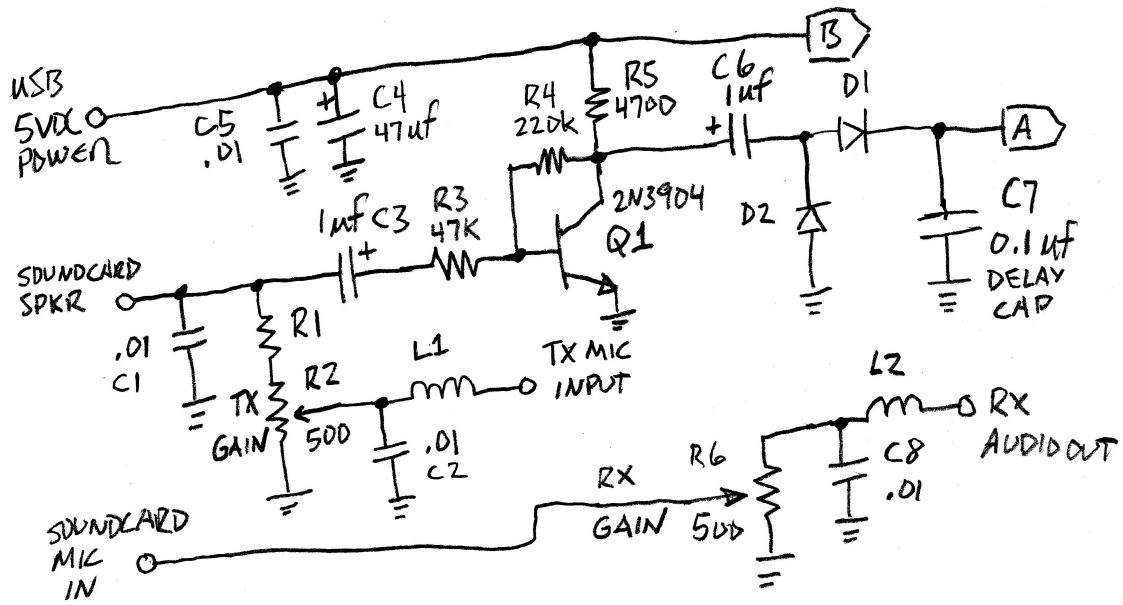 B
USB
5VDC
POWER
C5
.01
+
C4
47uf
R4
220K
R5
4700
C6
1uf
+
D1
A
1uf C3
+
R3
47K
2N3904
Q1
D2
C7
0.1uf
DELAY
CAP
SOUNDCARD
SPKR
.01
C1
R1
R2
TX
GAIN
500
L1
TX MIC
INPUT
.01
C2
L2
RX
AUDIO OUT
C8
.01
R6
500
RX
GAIN
SOUNDCARD
MIC
IN